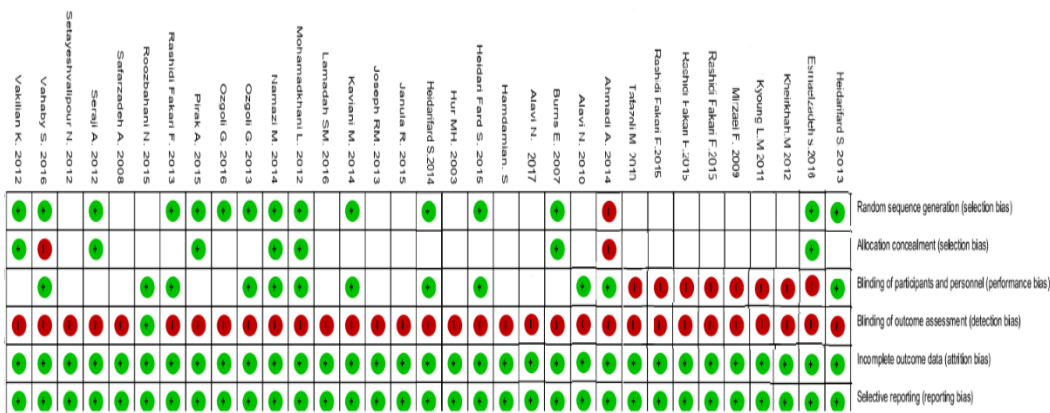 Vakilian K. 2012
Vahaby S. 2016
Setayeshvalipour N. 2012
Seraji A. 2012
Safarzadeh A. 2008
Roozbahani N. 2015
Rashidi Fakari F. 2013
Pirak A. 2015
Ozgoli G. 2016
Ozgoli G. 2013
Namazi M. 2014
Mohamadkhani L. 2012
Lamadah SM. 2016
Kaviani M. 2014
Joseph RM. 2013
Janula R. 2015
Heidarifard S.2014
Hur MH. 2003
Heidari Fard S. 2015
Hamdamian. S
Alavi N. 2017
Burns E. 2007
Alavi N. 2010
Ahmadi A. 2014
M.
Rashidi Fakari F.
Rashidi Fakari F.
Rashidi Fakari F.
Mirzaei F. 2009
Kyoung L.M 2011
Kheirkhah.M 2012
Esmaelzadeh s.2016
Heidarifard S. 2013
Random sequence generation (selection bias)
Allocation concealment (selection bias)
Blinding of participants and personnel (performance bias)
Blinding of outcome assessment (detection bias)
Incomplete outcome data (attrition bias)
Selective reporting (reporting bias)